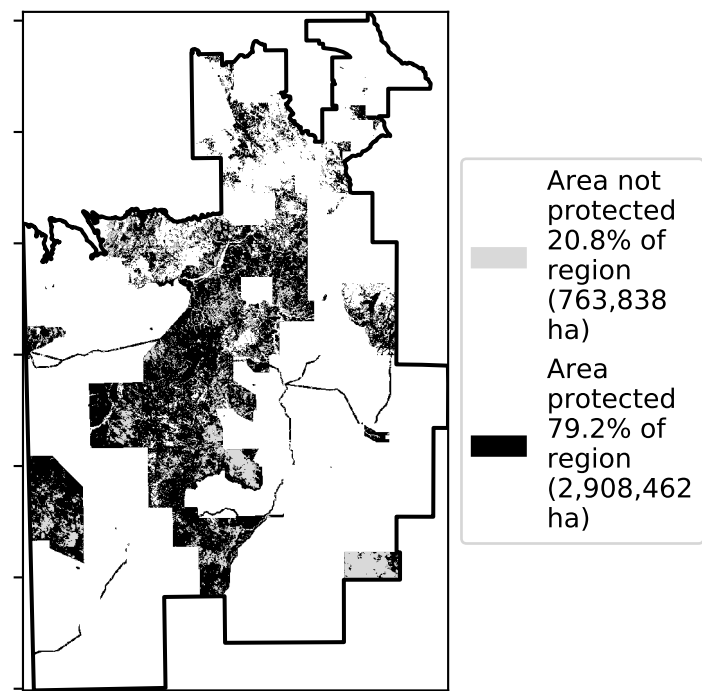 Area not
protected
20.8% of
region
(763,838
ha)
Area
protected
79.2% of
region
(2,908,462
ha)